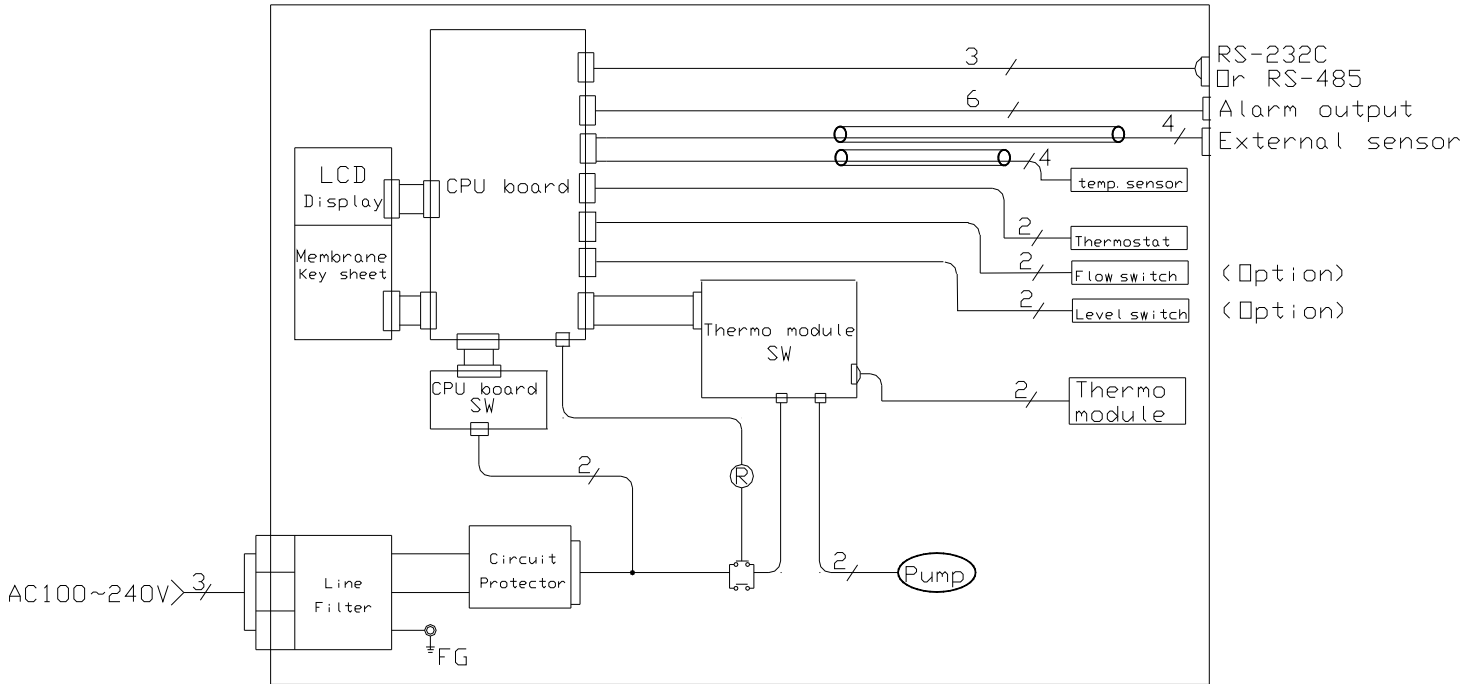 3
RS-232C
Or RS-485
6
Alarm output
4
External sensor
4
temp. sensor
LCD
Display
CPU board
2
Thermostat
Membrane
Key sheet
2
Flow switch
(Option)
2
Level switch
(Option)
Thermo module
SW
CPU board
SW
2
Thermo
module
2
R
Circuit
Protector
2
Pump
AC100~240V
3
Line
Filter
FG